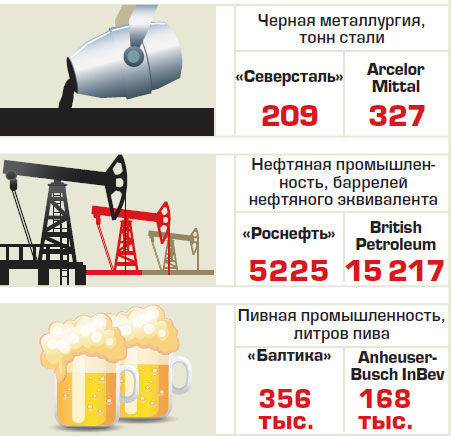 Черная металлургия,
тонн стали
«Северсталь»
209
Arcelor
Mittal
327
Нефтяная промышлен-
ность, баррелей
нефтяного эквивалента
«Роснефть»
5225
British
Petroleum
15 217
Пивная промышленность,
литров пива
«Балтика»
356
тыс.
Anheuser-
Busch InBev
168
тыс.